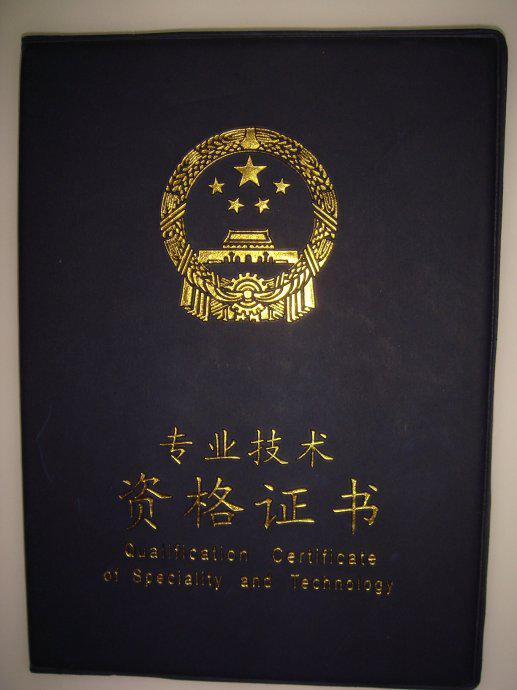 专业技术
资格证书
Qualification Certificate
of Speciality and Technology